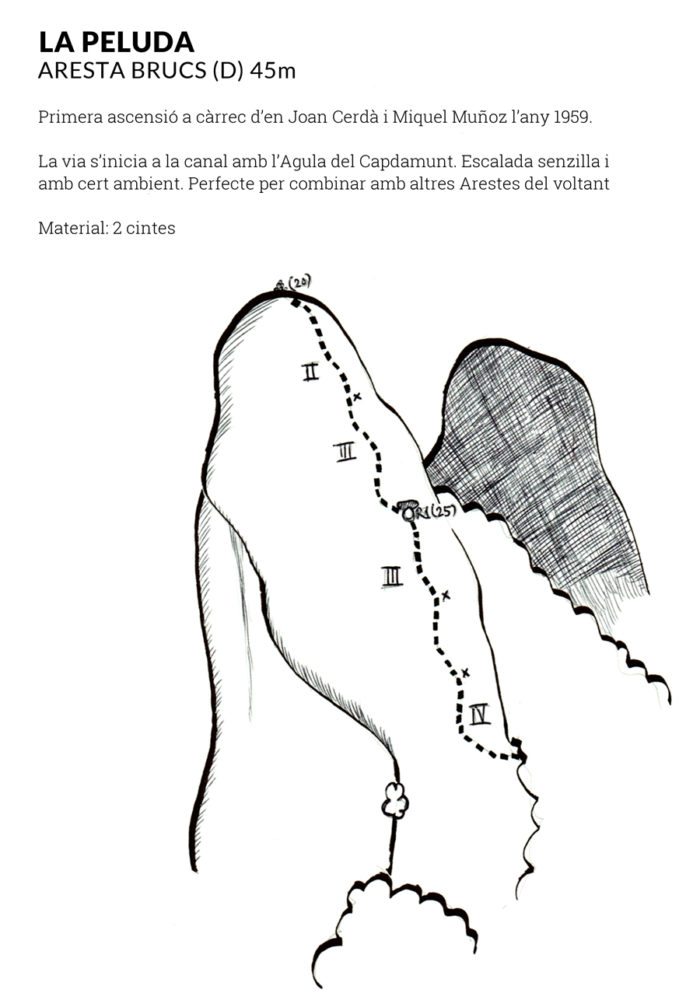 LA PELUDA
ARESTA BRUCS (D) 45m
Primera ascensió a càrrec d'en Joan Cerdà i Miquel Muñoz l'any 1959.
La via s'inicia a la canal amb l'Agula del Capdamunt. Escalada senzilla i
amb cert ambient. Perfecte per combinar amb altres Arestes del voltant
Material: 2 cintes
(20)
II
x
III
R1(25)
III
x
x
IV